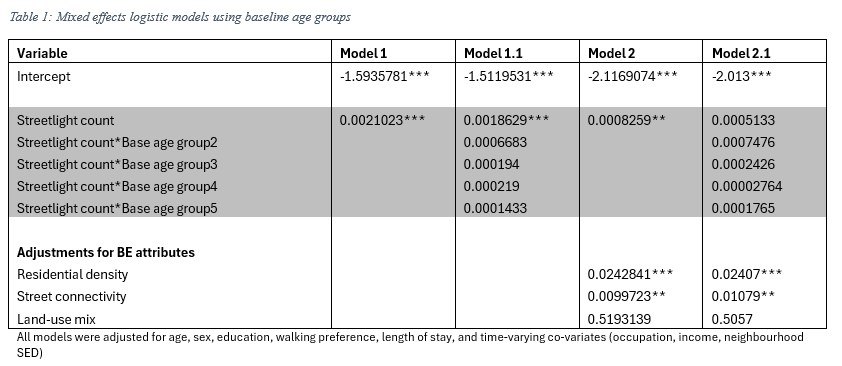 Table 1: Mixed effects logistic models using baseline age groups
Variable Model 1 Model 1.1 Model 2 Model 2.1
Intercept -1.5935781*** -1.5119531*** -2.1169074*** -2.013***
Streetlight count 0.0021023*** 0.0018629*** 0.0008259** 0.0005133
Streetlight count*Base age group2 0.0006683 0.0007476
Streetlight count*Base age group3 0.000194 0.0002426
Streetlight count*Base age group4 0.000219 0.00002764
Streetlight count*Base age group5 0.0001433 0.0001765
Adjustments for BE attributes
Residential density 0.0242841*** 0.02407***
Street connectivity 0.0099723** 0.01079**
Land-use mix 0.5193139 0.5057
All models were adjusted for age, sex, education, walking preference, length of stay, and time-varying co-variates (occupation, income, neighbourhood
SED)